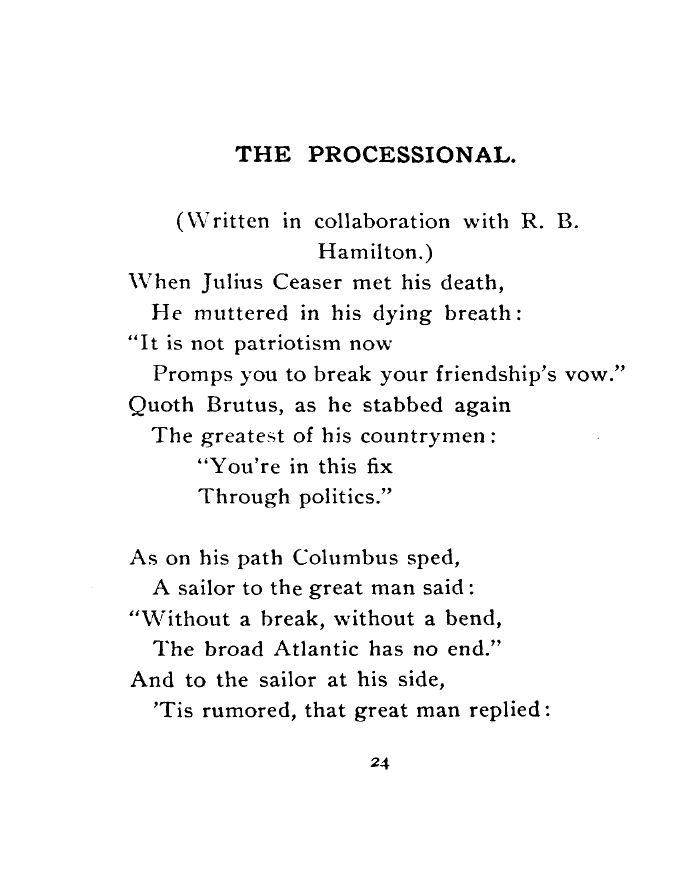 THE PROCESSIONAL.
(Written in collaboration with R. B.
Hamilton.)
When Julius Ceaser met his death,
He muttered in his dying breath:
“It is not patriotism now
Promps you to break your friendship's vow.”
Quoth Brutus, as he stabbed again
The greatest of his countrymen:
“You're in this fix
Through politics.”
As on his path Columbus sped,
A sailor to the great man said:
“Without a break, without a bend,
The broad Atlantic has no end.”
And to the sailor at his side,
’Tis rumored, that great man replied:
24